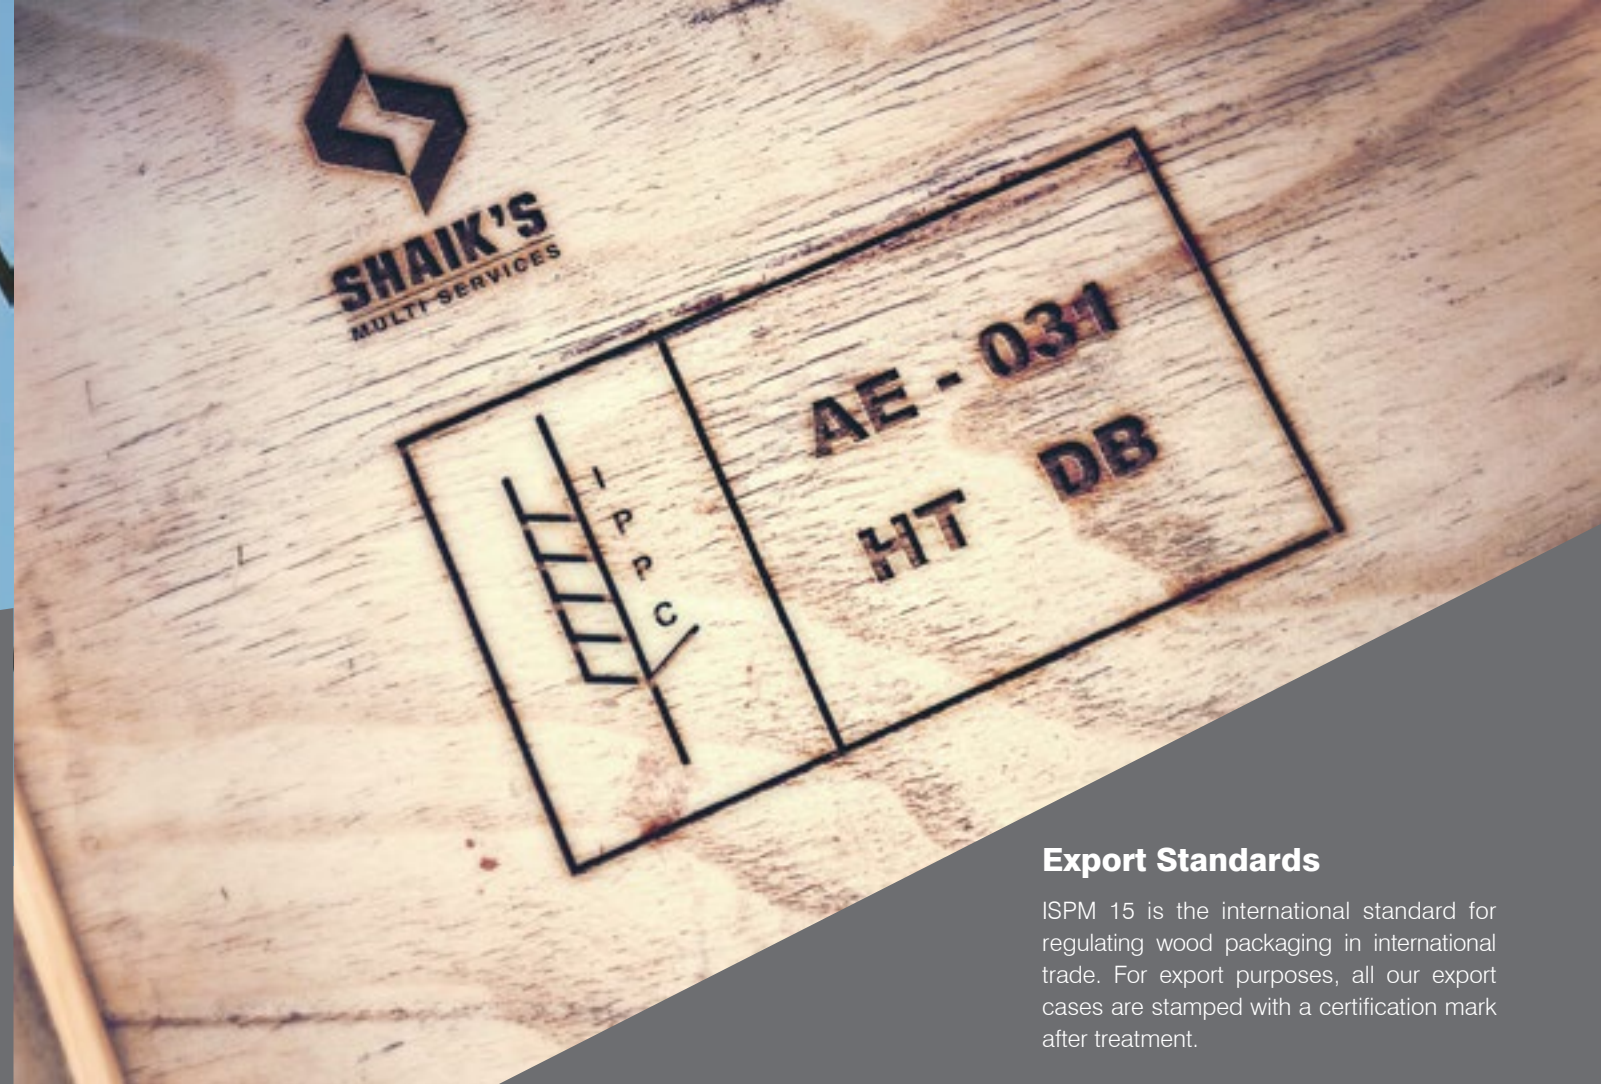 SHAIK'S
MULTI SERVICES
I
P
P
C
AE - 031
HT DB
Export Standards
ISPM 15 is the international standard for
regulating wood packaging in international
trade. For export purposes, all our export
cases are stamped with a certification mark
after treatment.